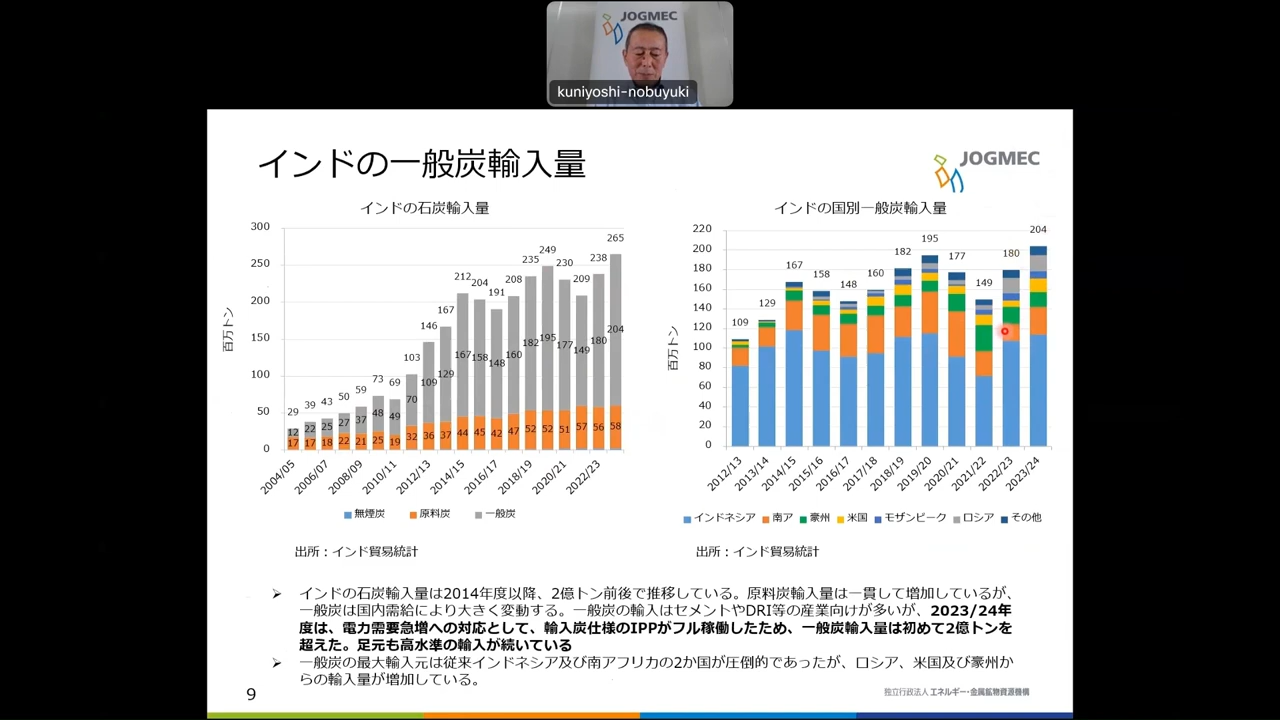 JOGMEC
kuniyoshi-nobuyuki
インドの一般炭輸入量
JOGMEC
インドの石炭輸入量
300
250
200
150
100
50
0
百万トン
29 39 43 50 59 73 69 103 146 167 212 204 191 208 235 249 230 209 238 265
12 22 25 27 37 48 49 70 109 129 167 158 148 160 182 195 177 149 180 204
17 17 18 22 21 25 19 32 36 37 44 45 42 47 52 52 51 57 56 58
2004/05 2006/07 2008/09 2010/11 2012/13 2014/15 2016/17 2018/19 2020/21 2022/23
無煙炭 原料炭 一般炭
出所：インド貿易統計
インドの国別一般炭輸入量
220
200
180
160
140
120
100
80
60
40
20
0
百万トン
109 129 167 158 148 160 182 195 177 149 180 204
2012/13 2013/14 2014/15 2015/16 2016/17 2017/18 2018/19 2019/20 2020/21 2021/22 2022/23 2023/24
インドネシア 南ア 豪州 米国 モザンビーク ロシア その他
出所：インド貿易統計
➢ インドの石炭輸入量は2014年度以降、2億トン前後で推移している。原料炭輸入量は一貫して増加しているが、
一般炭は国内需給により大きく変動する。一般炭の輸入はセメントやDRI等の産業向けが多いが、2023/24年
度は、電力需要急増への対応として、輸入炭仕様のIPPがフル稼働したため、一般炭輸入量は初めて2億トンを
超えた。足元も高水準の輸入が続いている
➢ 一般炭の最大輸入元は従来インドネシア及び南アフリカの2か国が圧倒的であったが、ロシア、米国及び豪州か
らの輸入量が増加している。
9
独立行政法人 エネルギー・金属鉱物資源機構